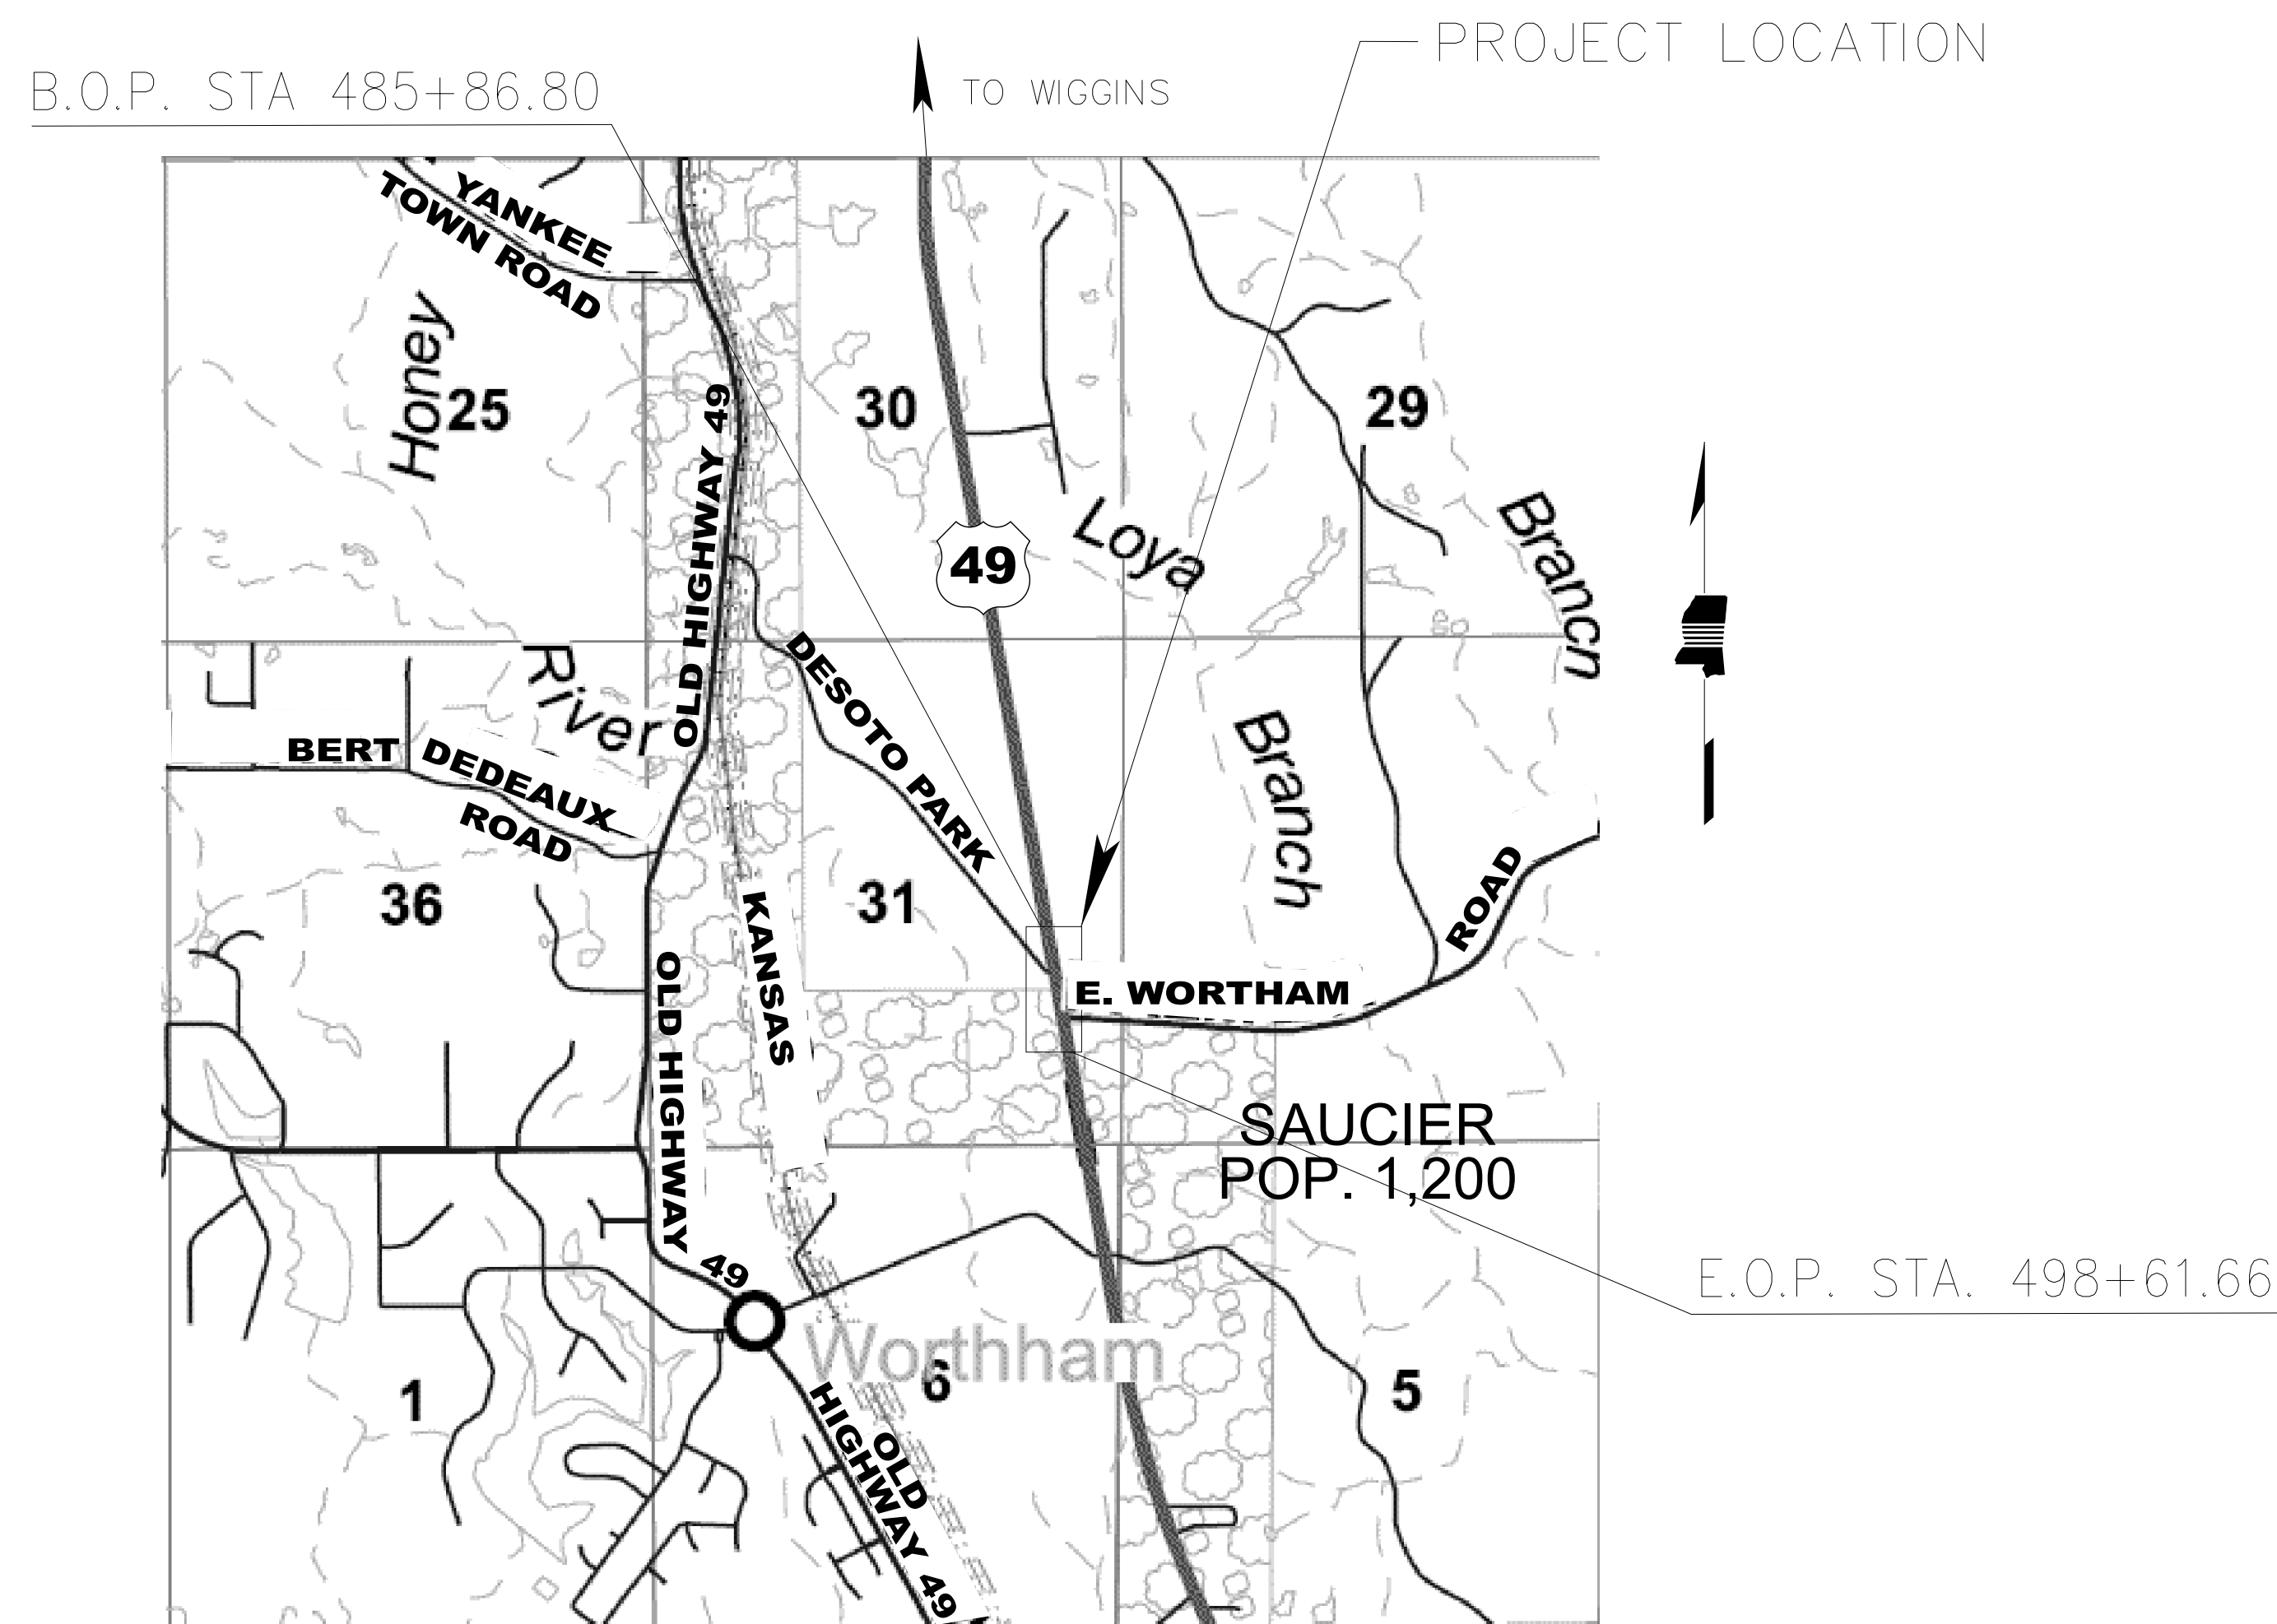 PROJECT LOCATION
B.O.P. STA 485+86.80
TO WIGGINS
YANKEE
TOWN ROAD
Honey
25
30
29
OLD HIGHWAY 49
49
Loya
Branch
River
DESOTO PARK
BERT DEDEAUX
ROAD
Branch
36
31
KANSAS
ROAD
E. WORTHAM
OLD HIGHWAY 49
SAUCIER
POP. 1,200
E.O.P. STA. 498+61.66
Worthham
1
6
5
OLD
HIGHWAY 49